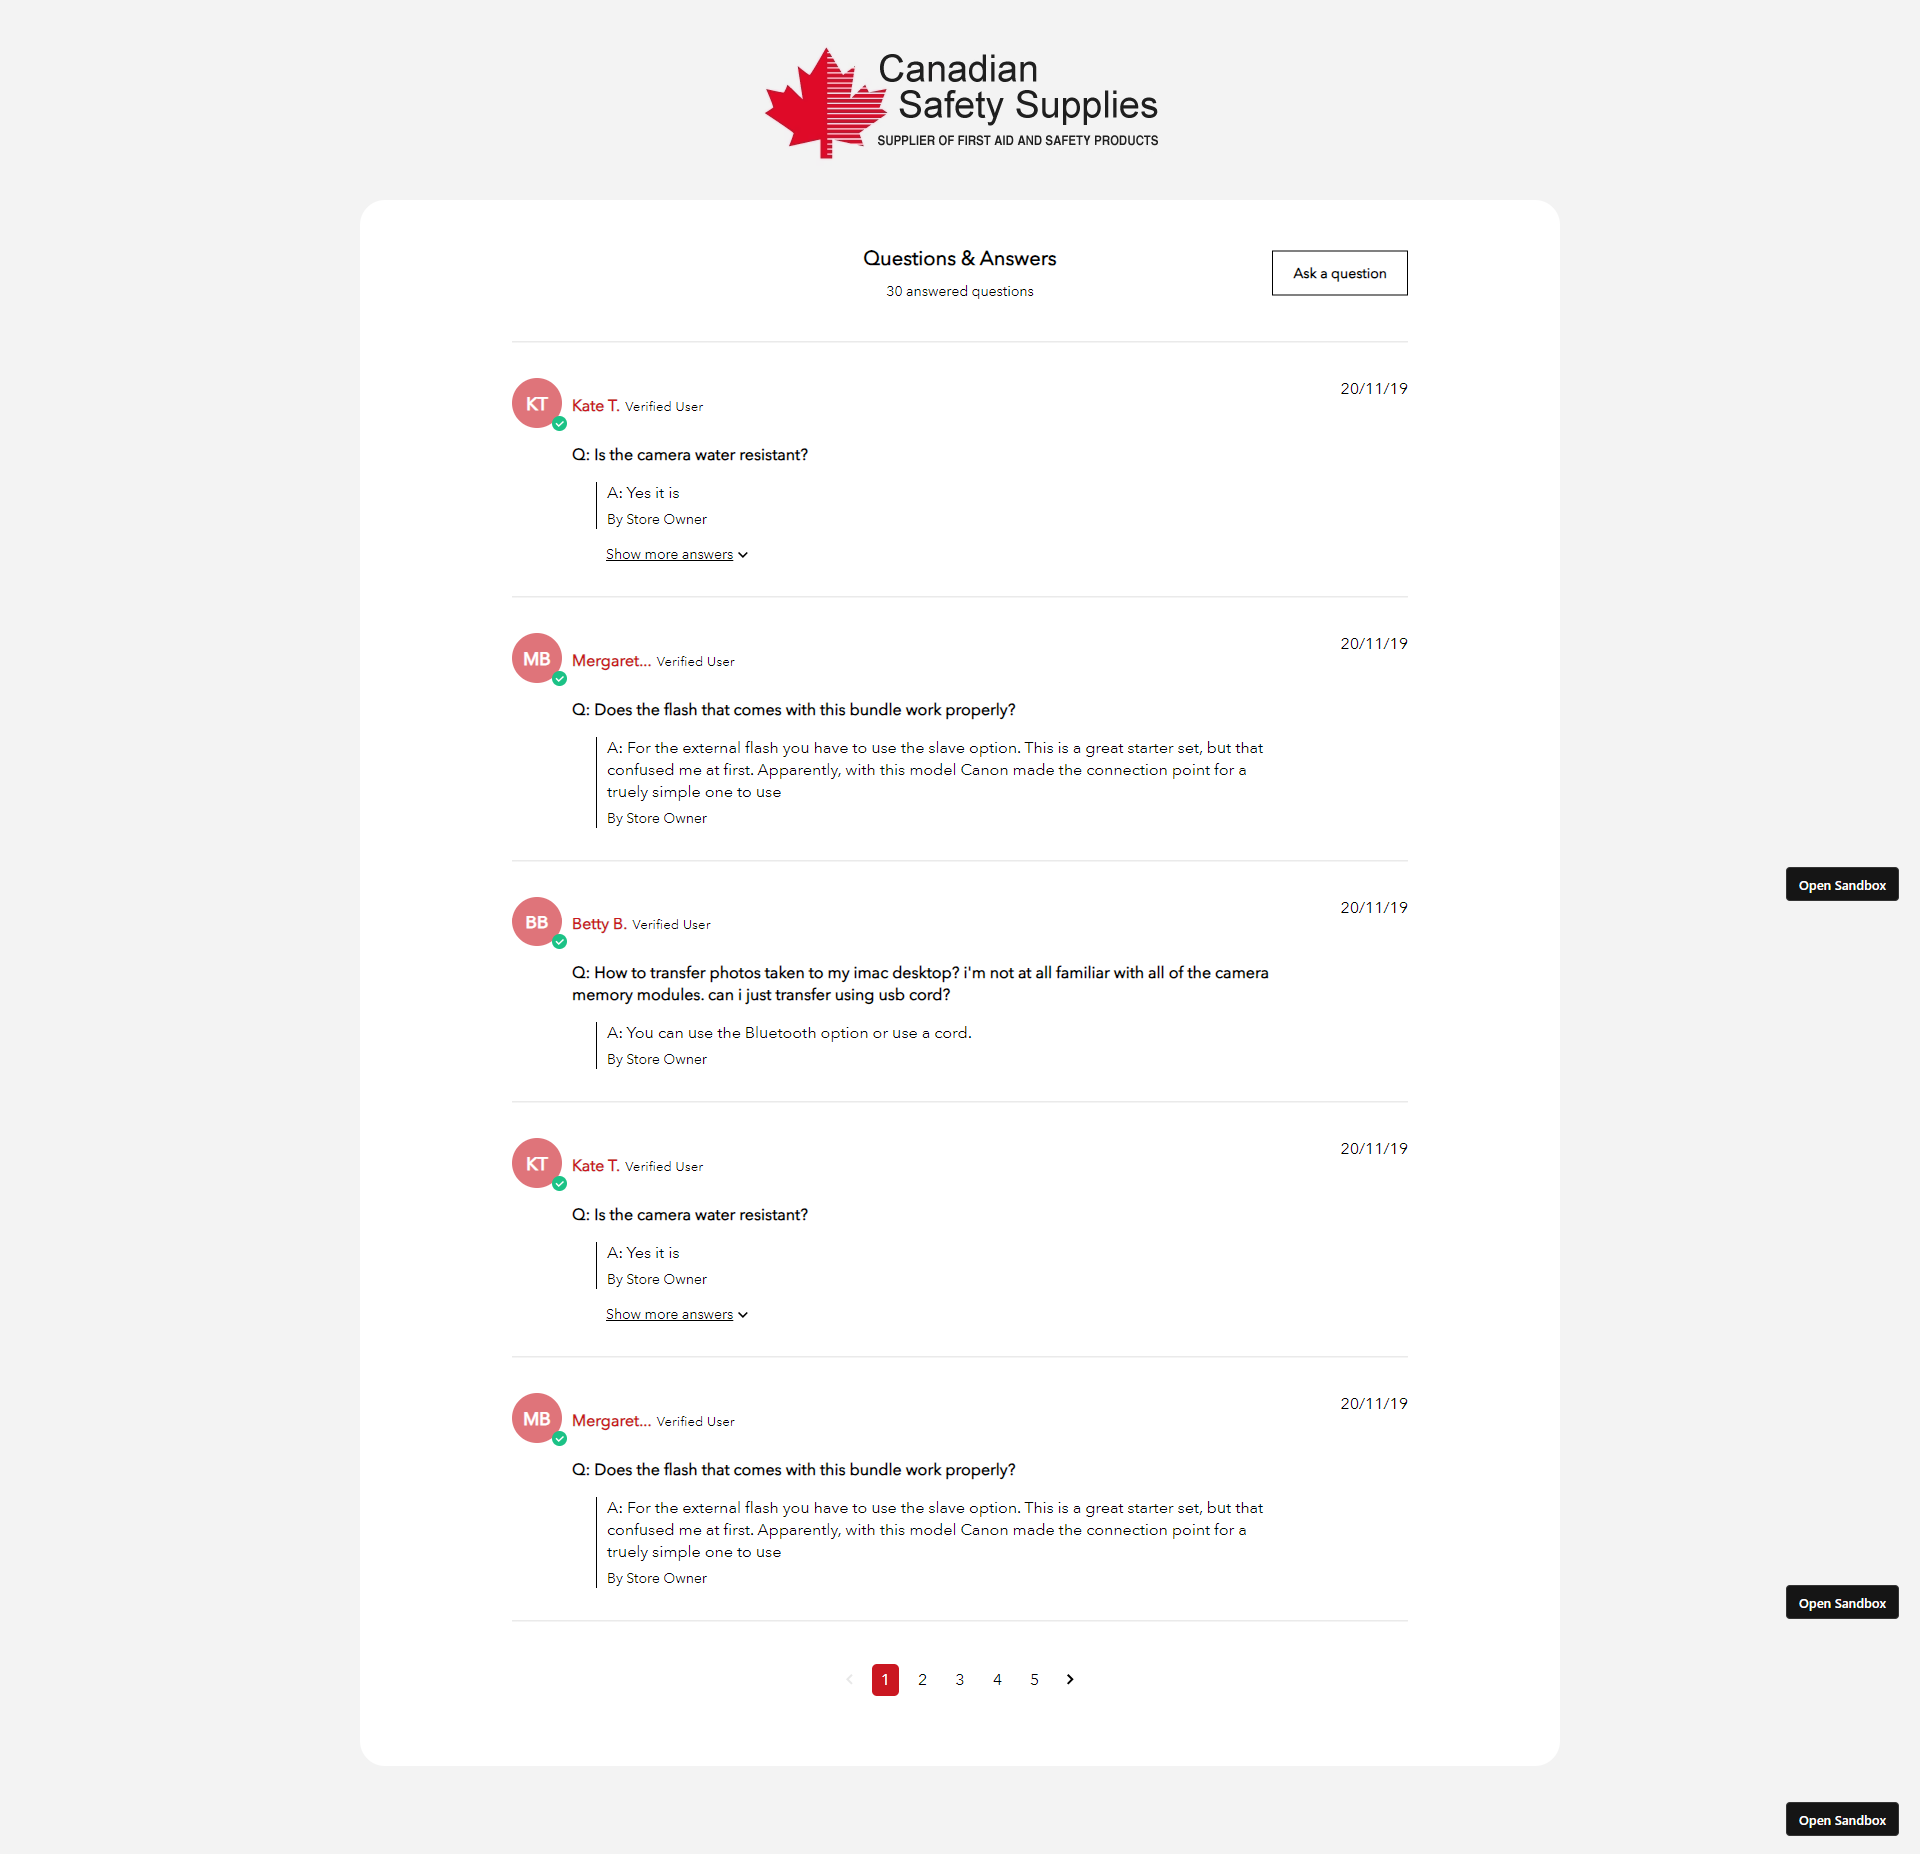 Canadian
Safety Supplies
SUPPLIER OF FIRST AID AND SAFETY PRODUCTS
Questions & Answers
30 answered questions
Ask a question
KT
Kate T. Verified User
20/11/19
Q: Is the camera water resistant?
A: Yes it is
By Store Owner
Show more answers
MB
Mergaret... Verified User
20/11/19
Q: Does the flash that comes with this bundle work properly?
A: For the external flash you have to use the slave option. This is a great starter set, but that
confused me at first. Apparently, with this model Canon made the connection point for a
truely simple one to use
By Store Owner
Open Sandbox
BB
Betty B. Verified User
20/11/19
Q: How to transfer photos taken to my imac desktop? i'm not at all familiar with all of the camera
memory modules. can i just transfer using usb cord?
A: You can use the Bluetooth option or use a cord.
By Store Owner
KT
Kate T. Verified User
20/11/19
Q: Is the camera water resistant?
A: Yes it is
By Store Owner
Show more answers
MB
Mergaret... Verified User
20/11/19
Q: Does the flash that comes with this bundle work properly?
A: For the external flash you have to use the slave option. This is a great starter set, but that
confused me at first. Apparently, with this model Canon made the connection point for a
truely simple one to use
By Store Owner
Open Sandbox
1 2 3 4 5
Open Sandbox